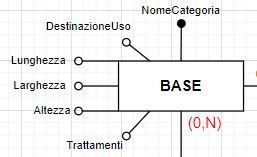 NomeCategoria
DestinazioneUso
Lunghezza
Larghezza
BASE
Altezza
(0,N)
Trattamenti